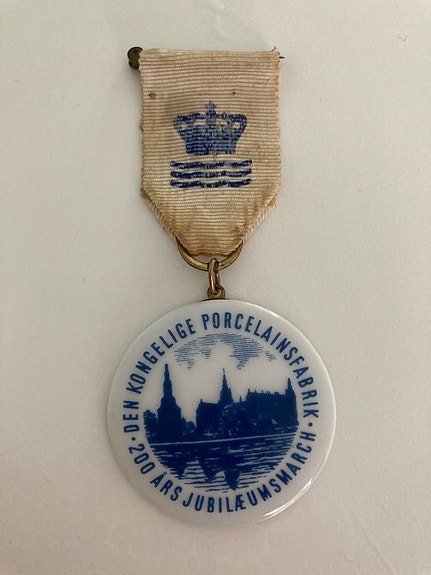 DEN KONGELIGE PORCELAINSFABRIK
· 200 ÅRS JUBILÆUMSMARCH ·